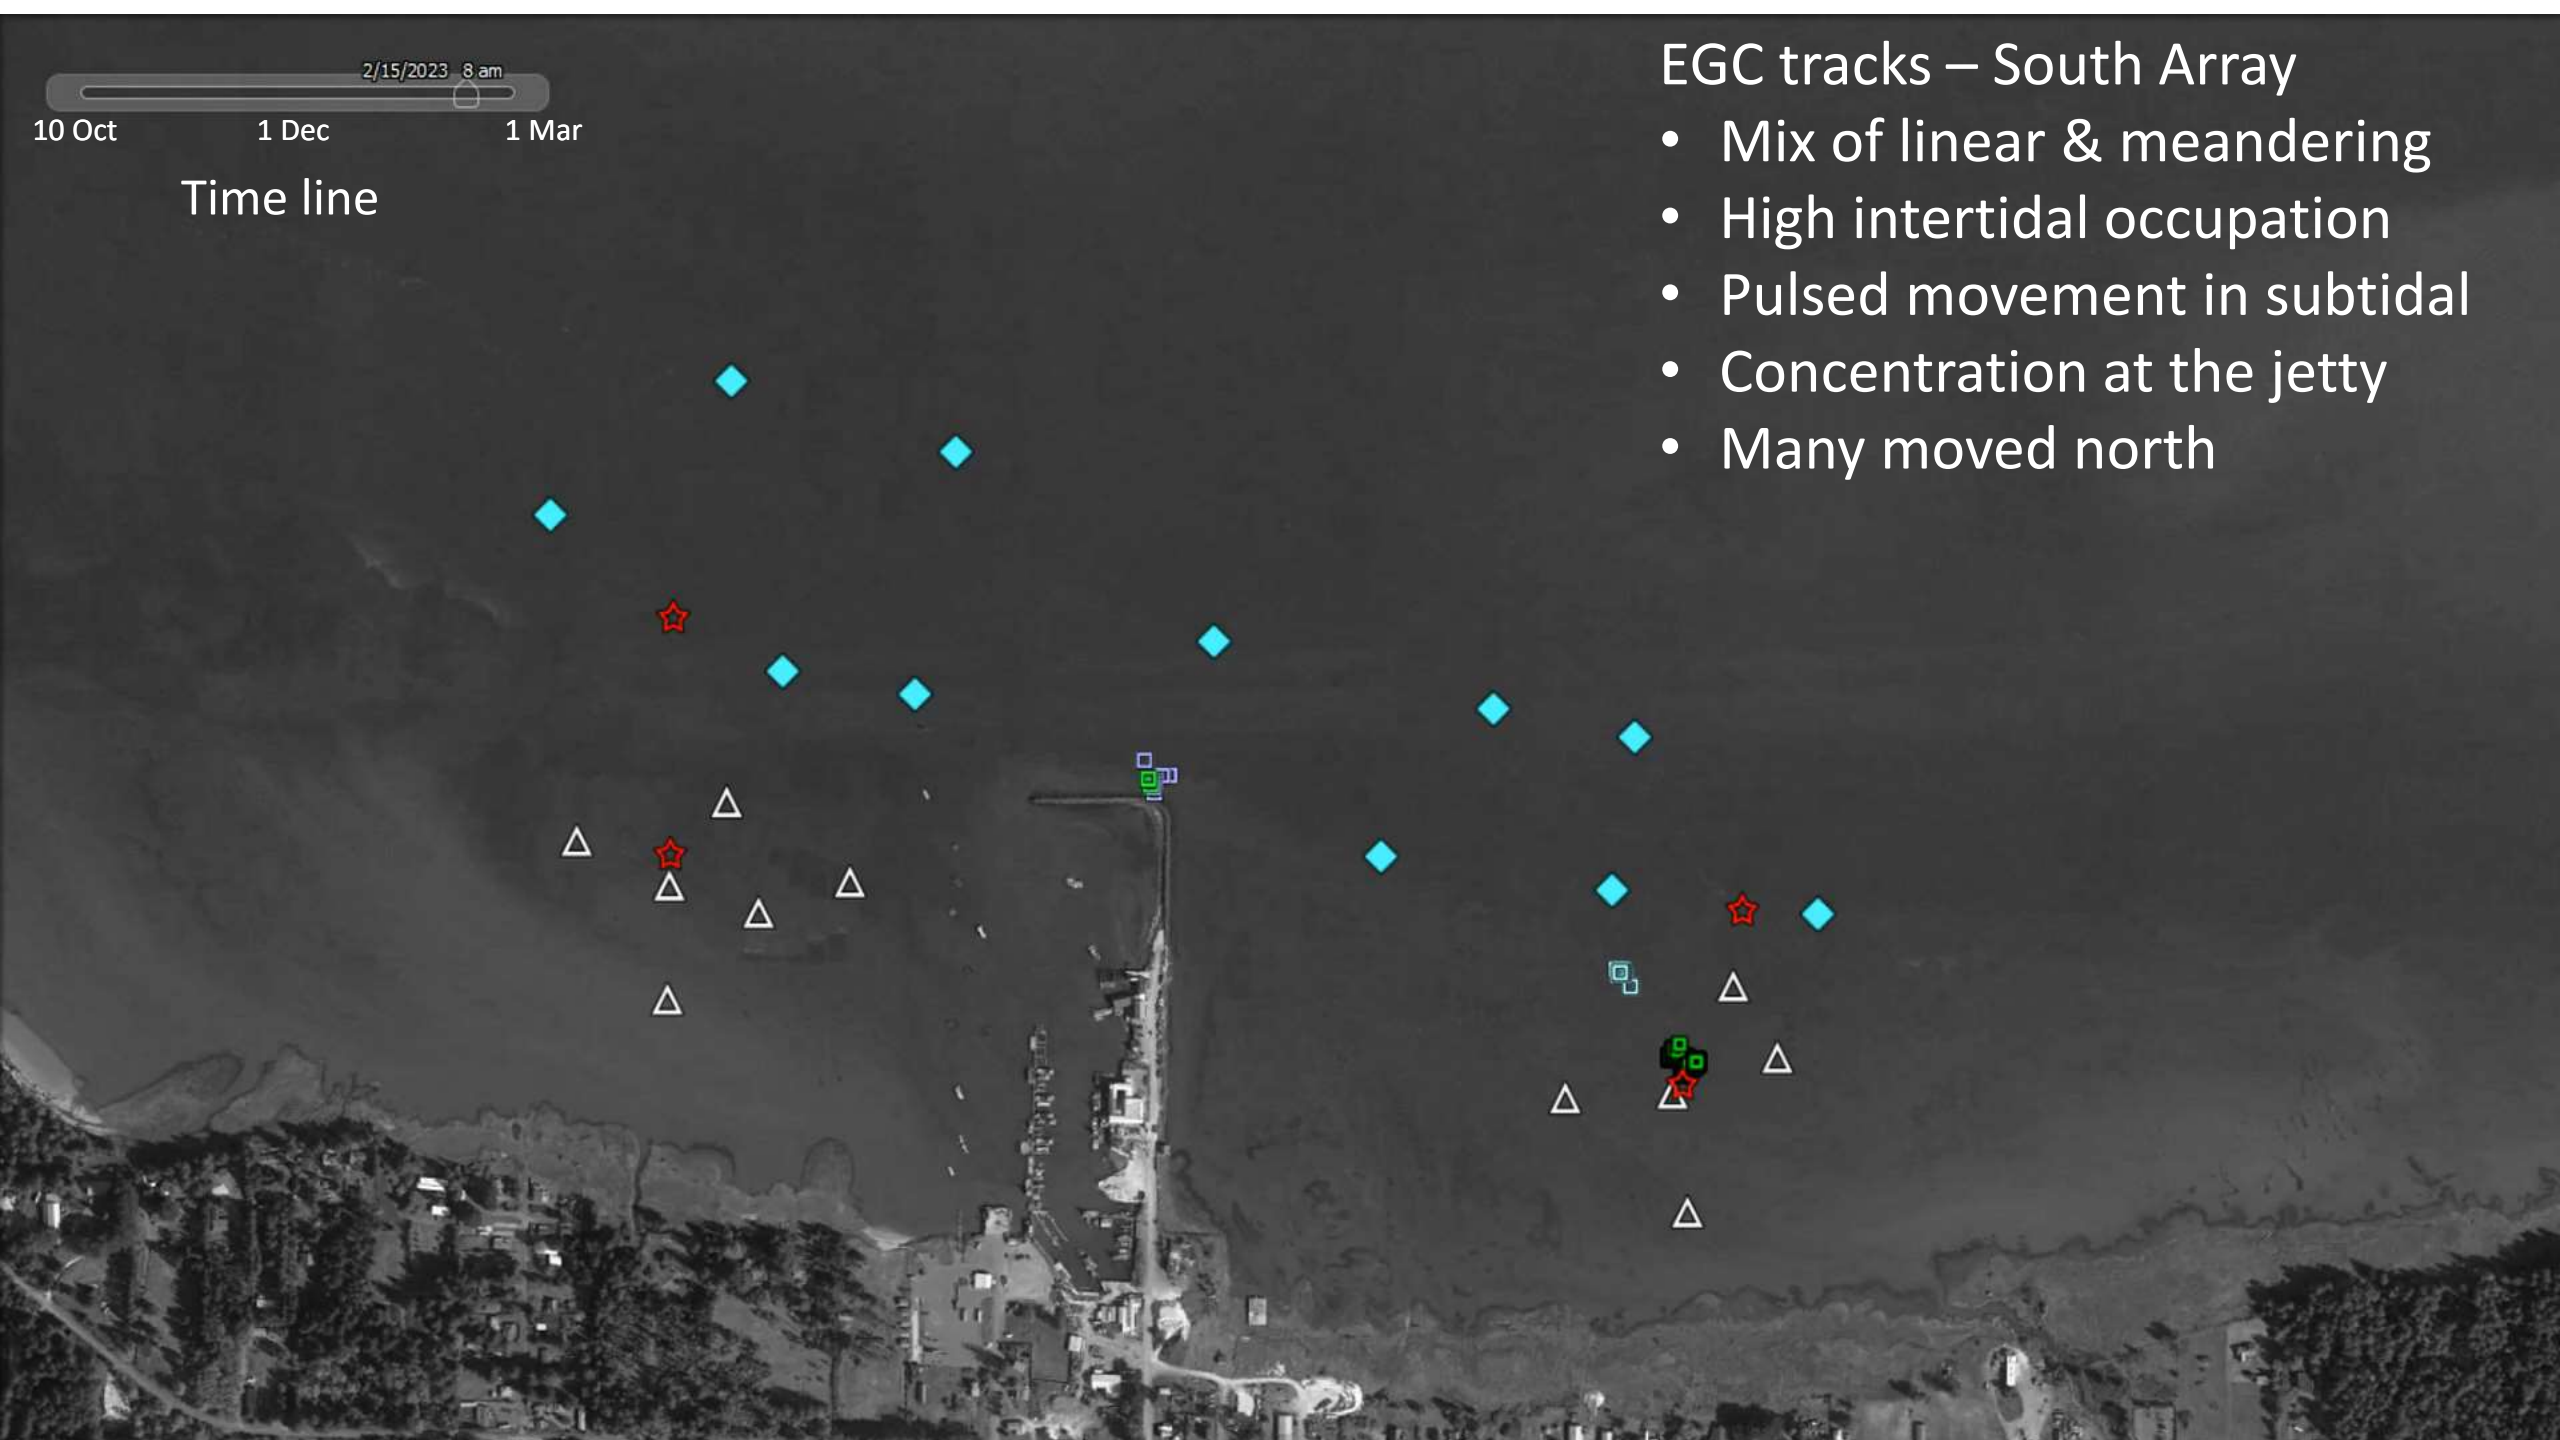 2/15/2023 8 am
10 Oct 1 Dec 1 Mar
Time line
EGC tracks – South Array
• Mix of linear & meandering
• High intertidal occupation
• Pulsed movement in subtidal
• Concentration at the jetty
• Many moved north